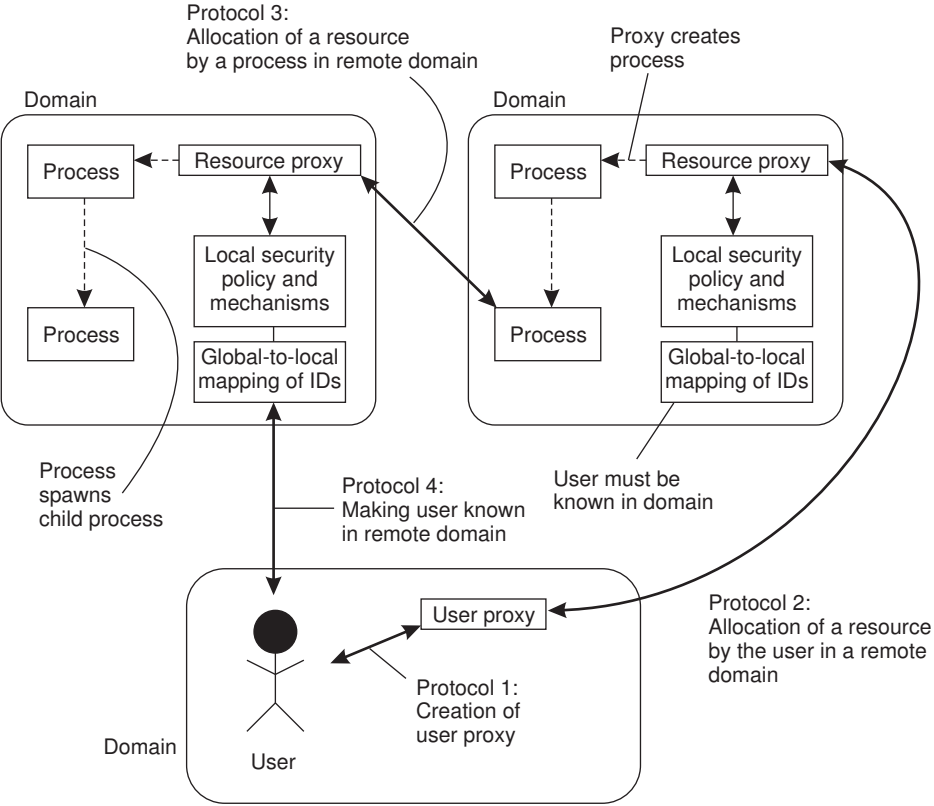 Protocol 3:
Allocation of a resource
by a process in remote domain
Proxy creates
process
Domain
Domain
Process
Resource proxy
Process
Resource proxy
Local security
policy and
mechanisms
Local security
policy and
mechanisms
Process
Process
Global-to-local
mapping of IDs
Global-to-local
mapping of IDs
Process
spawns
child process
Protocol 4:
Making user known
in remote domain
User must be
known in domain
User proxy
Protocol 2:
Allocation of a resource
by the user in a remote
domain
Protocol 1:
Creation of
user proxy
Domain
User